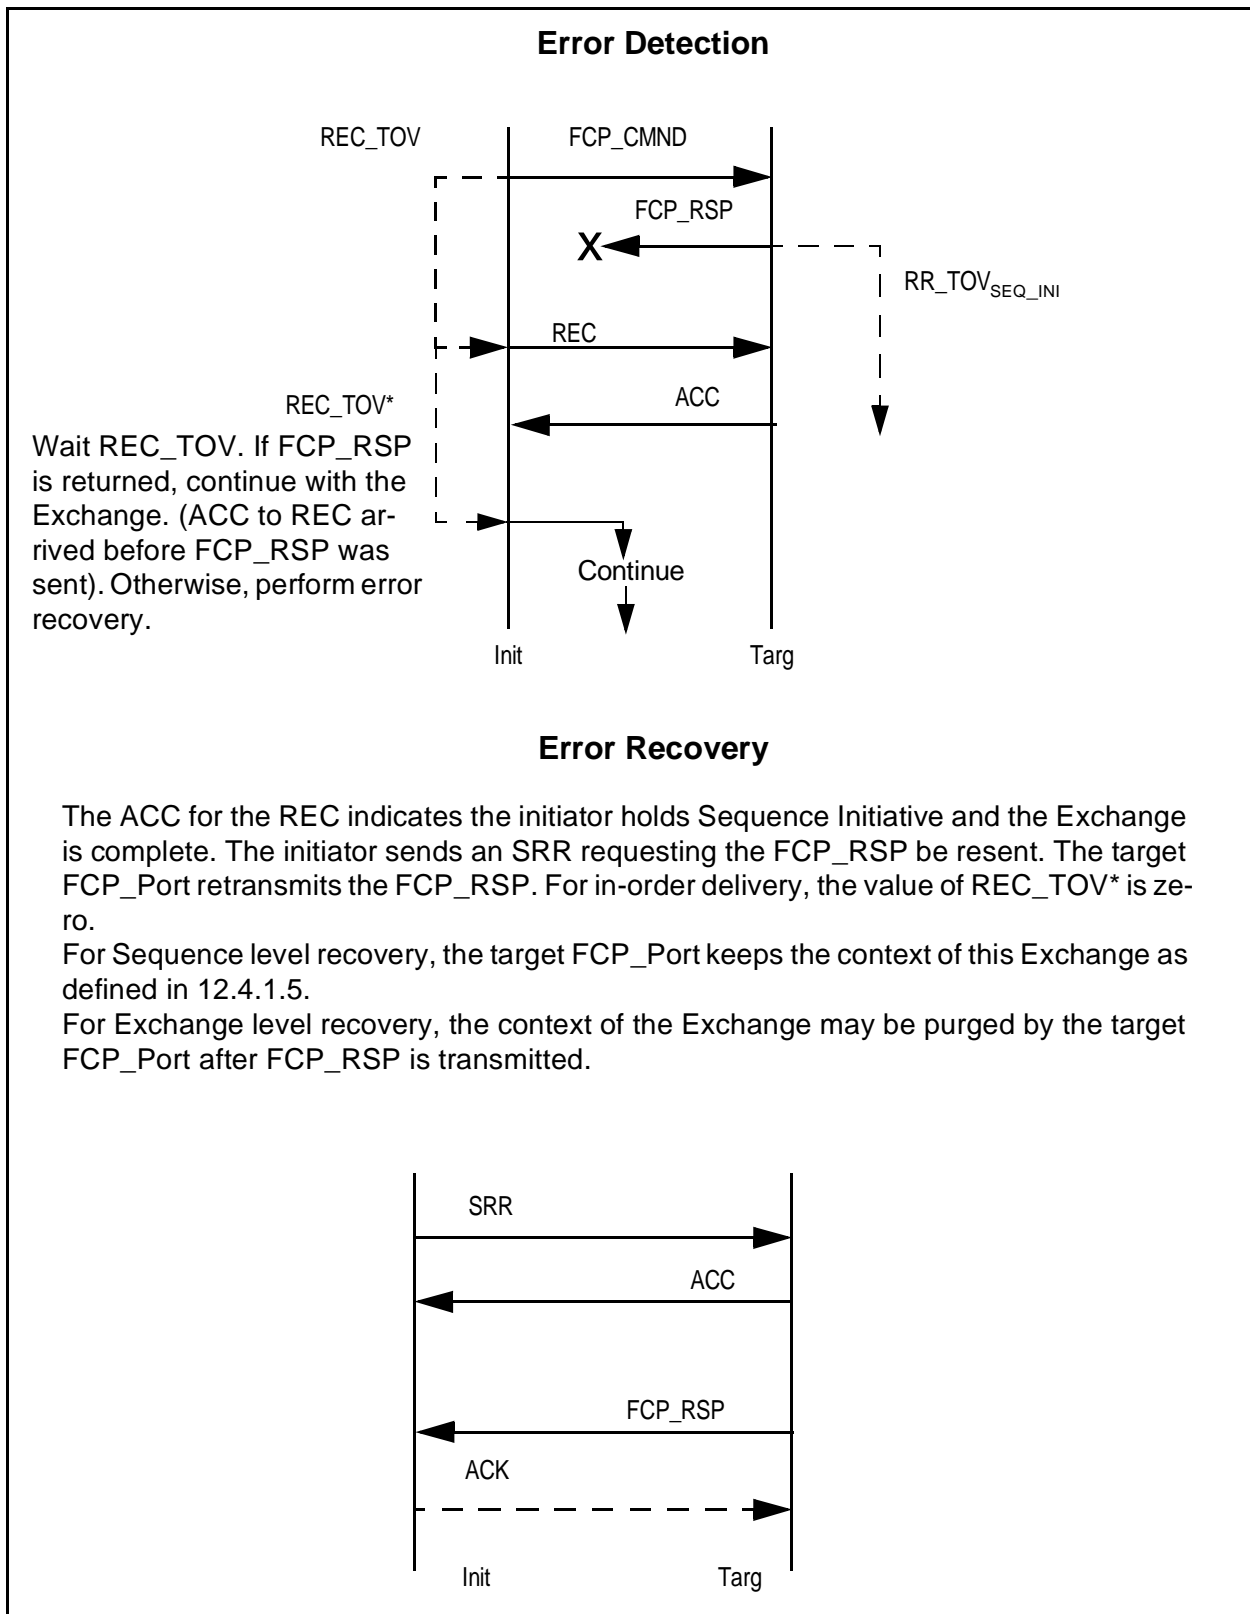 Error Detection
REC_TOV
FCP_CMND
FCP_RSP
X
RR_TOVSEQ_INI
REC
ACC
REC_TOV*
Wait REC_TOV. If FCP_RSP
is returned, continue with the
Exchange. (ACC to REC ar-
rived before FCP_RSP was
sent). Otherwise, perform error
recovery.
Continue
Init
Targ
Error Recovery
The ACC for the REC indicates the initiator holds Sequence Initiative and the Exchange
is complete. The initiator sends an SRR requesting the FCP_RSP be resent. The target
FCP_Port retransmits the FCP_RSP. For in-order delivery, the value of REC_TOV* is ze-
ro.
For Sequence level recovery, the target FCP_Port keeps the context of this Exchange as
defined in 12.4.1.5.
For Exchange level recovery, the context of the Exchange may be purged by the target
FCP_Port after FCP_RSP is transmitted.
SRR
ACC
FCP_RSP
ACK
Init
Targ